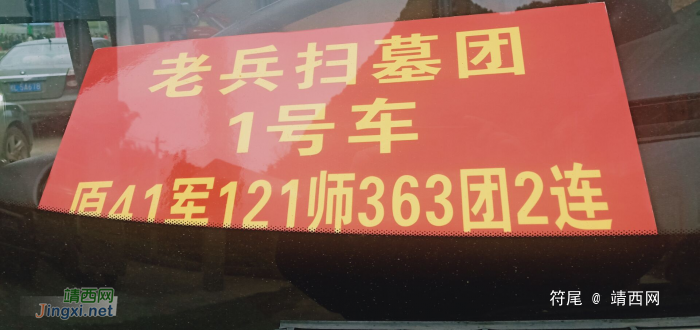 老兵扫墓团
1号车
原41军121师363团2连
靖西网
Jingxi.net
符尾 @ 靖西网